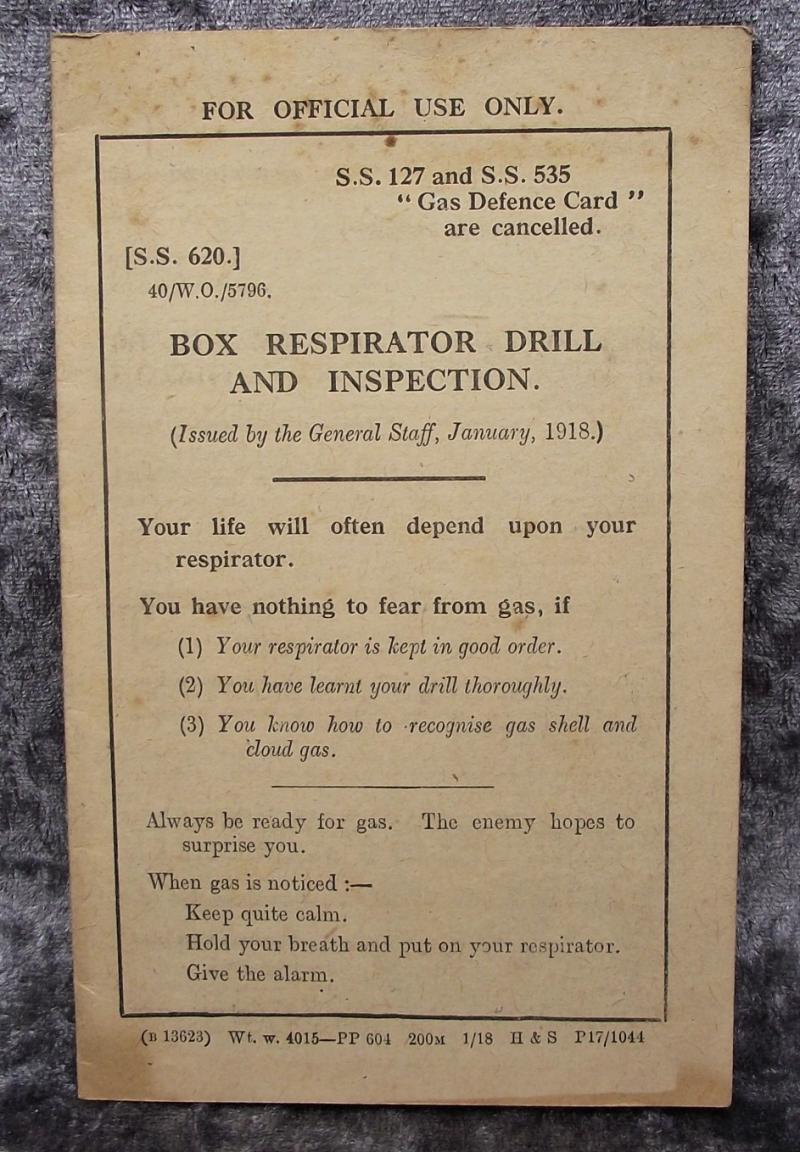 FOR OFFICIAL USE ONLY.
S.S. 127 and S.S. 535
“ Gas Defence Card ”
are cancelled.
[S.S. 620.]
40/W.O./5796.
BOX RESPIRATOR DRILL
AND INSPECTION.
(Issued by the General Staff, January, 1918.)
Your life will often depend upon your
respirator.
You have nothing to fear from gas, if
(1) Your respirator is kept in good order.
(2) You have learnt your drill thoroughly.
(3) You know how to recognise gas shell and
cloud gas.
Always be ready for gas. The enemy hopes to
surprise you.
When gas is noticed :—
Keep quite calm.
Hold your breath and put on your respirator.
Give the alarm.
(B 13623) Wt. w. 4015—PP 604 200M 1/18 H & S P17/1044